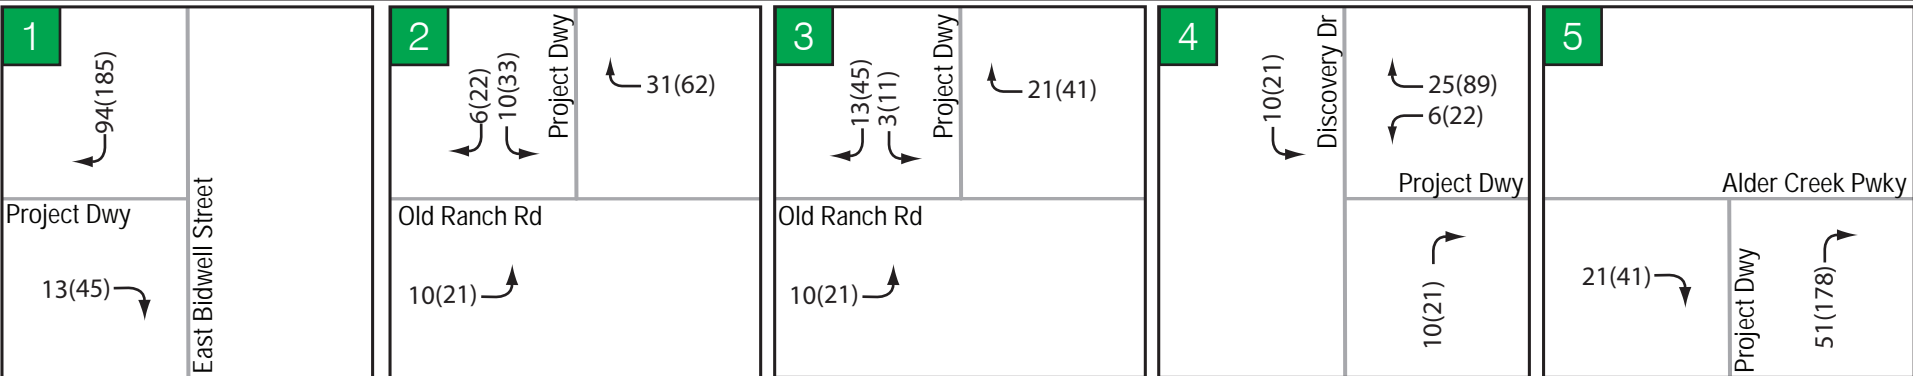 1
94(185)
Project Dwy
13(45)
East Bidwell Street
2
6(22)
10(33)
Project Dwy
31(62)
Old Ranch Rd
10(21)
3
13(45)
3(11)
Project Dwy
21(41)
Old Ranch Rd
10(21)
4
10(21)
Discovery Dr
25(89)
6(22)
Project Dwy
10(21)
5
Alder Creek Pwky
21(41)
Project Dwy
51(178)